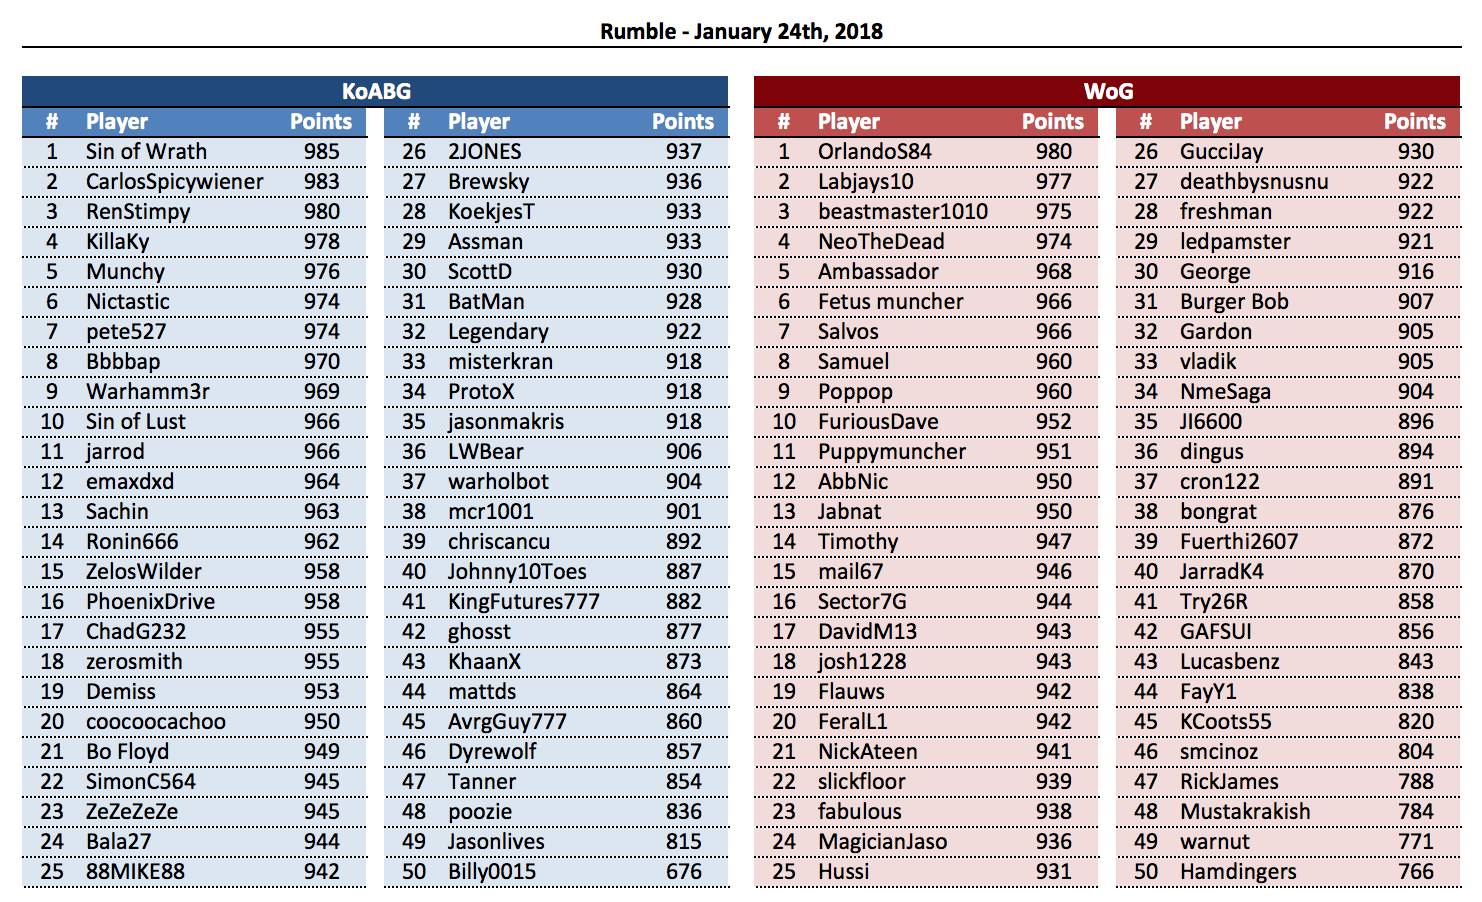 Rumble - January 24th, 2018
KoABG
# Player Points
1 Sin of Wrath 985
2 CarlosSpicywiener 983
3 RenStimpy 980
4 KillaKy 978
5 Munchy 976
6 Nictastic 974
7 pete527 974
8 Bbbbap 970
9 Warhamm3r 969
10 Sin of Lust 966
11 jarrod 966
12 emaxdxd 964
13 Sachin 963
14 Ronin666 962
15 ZelosWilder 958
16 PhoenixDrive 958
17 ChadG232 955
18 zerosmith 955
19 Demiss 953
20 coocoocachoo 950
21 Bo Floyd 949
22 SimonC564 945
23 ZeZeZeZe 945
24 Bala27 944
25 88MIKE88 942
# Player Points
26 2JONES 937
27 Brewsky 936
28 KoekjesT 933
29 Assman 933
30 ScottD 930
31 BatMan 928
32 Legendary 922
33 misterkran 918
34 ProtoX 918
35 jasonmakris 918
36 LWBear 906
37 warholbot 904
38 mcr1001 901
39 chriscancu 892
40 Johnny10Toes 887
41 KingFutures777 882
42 ghosst 877
43 KhaanX 873
44 mattds 864
45 AvrgGuy777 860
46 Dyrewolf 857
47 Tanner 854
48 poozie 836
49 Jasonlives 815
50 Billy0015 676
WoG
# Player Points
1 OrlandoS84 980
2 Labjays10 977
3 beastmaster1010 975
4 NeoTheDead 974
5 Ambassador 968
6 Fetus muncher 966
7 Salvos 966
8 Samuel 960
9 Poppop 960
10 FuriousDave 952
11 Puppymuncher 951
12 AbbNic 950
13 Jabnat 950
14 Timothy 947
15 mail67 946
16 Sector7G 944
17 DavidM13 943
18 josh1228 943
19 Flauws 942
20 FeralL1 942
21 NickAteen 941
22 slickfloor 939
23 fabulous 938
24 MagicianJaso 936
25 Hussi 931
# Player Points
26 GucciJay 930
27 deathbysnusnu 922
28 freshman 922
29 ledpamster 921
30 George 916
31 Burger Bob 907
32 Gardon 905
33 vladik 905
34 NmeSaga 904
35 JI6600 896
36 dingus 894
37 cron122 891
38 bongrat 876
39 Fuerthi2607 872
40 JarradK4 870
41 Try26R 858
42 GAFSUI 856
43 Lucasbenz 843
44 FayY1 838
45 KCoots55 820
46 smcinoz 804
47 RickJames 788
48 Mustakrakish 784
49 warnut 771
50 Hamdingers 766